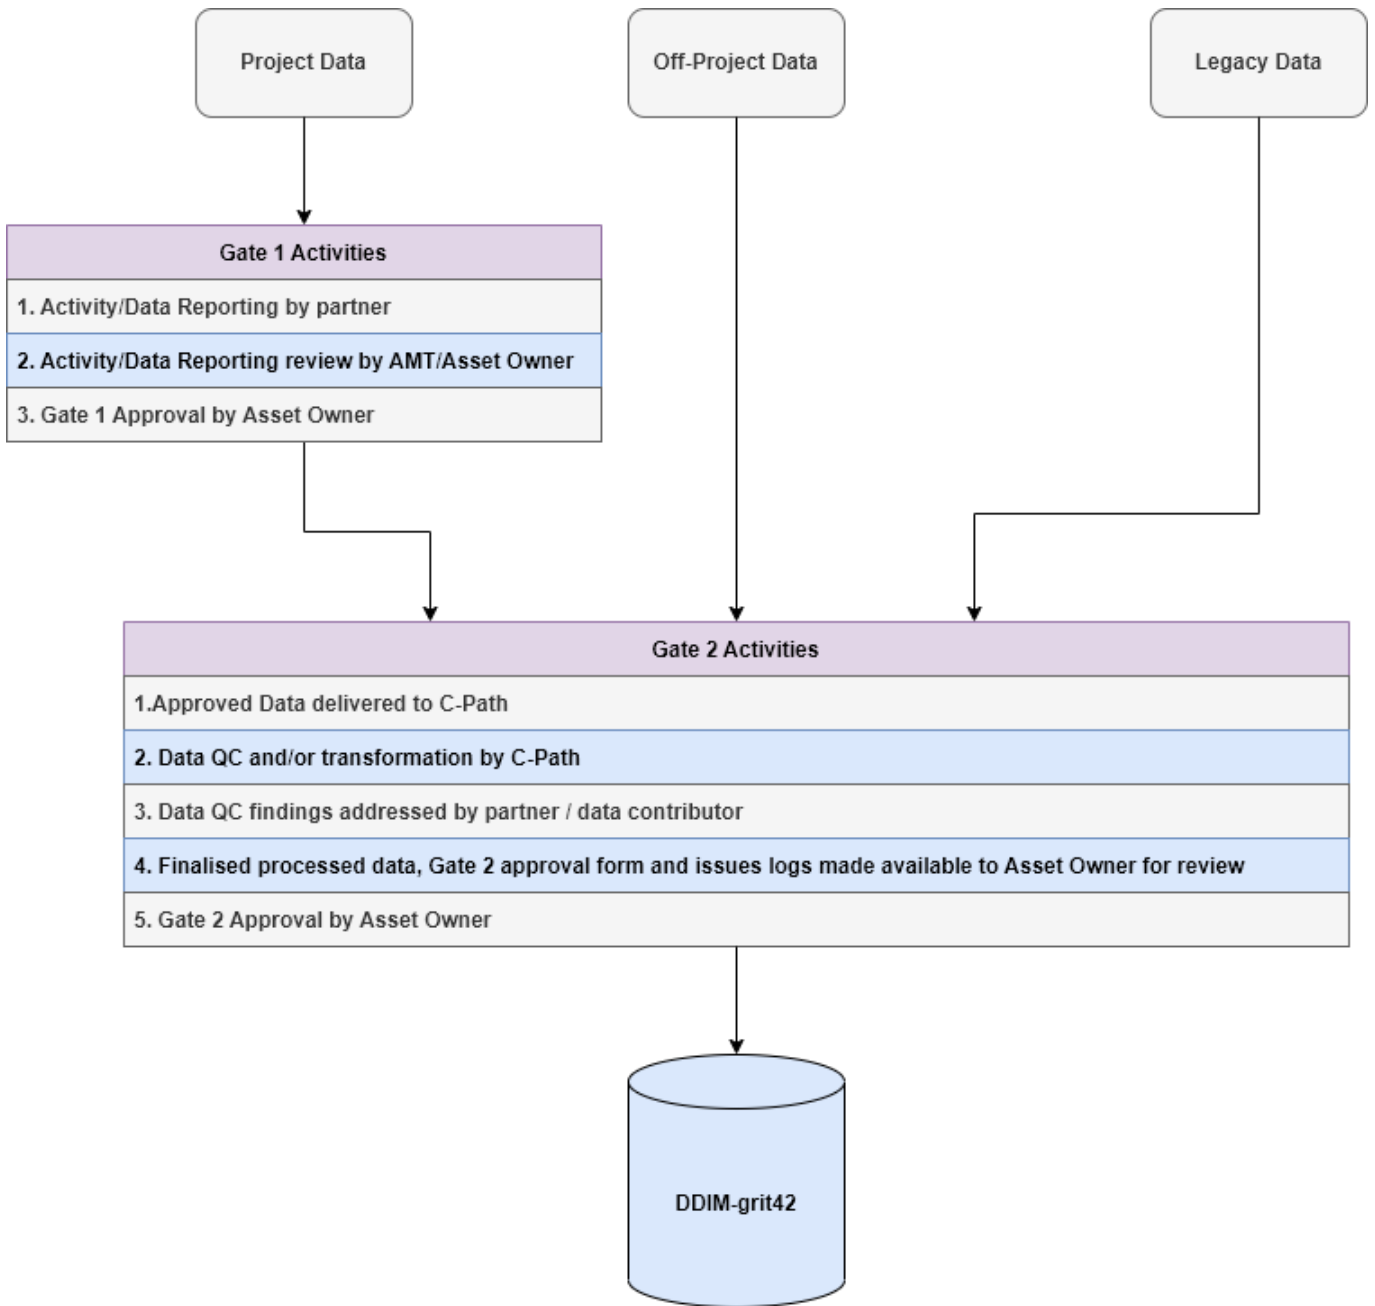 Project Data
Off-Project Data
Legacy Data
Gate 1 Activities
1. Activity/Data Reporting by partner
2. Activity/Data Reporting review by AMT/Asset Owner
3. Gate 1 Approval by Asset Owner
Gate 2 Activities
1.Approved Data delivered to C-Path
2. Data QC and/or transformation by C-Path
3. Data QC findings addressed by partner / data contributor
4. Finalised processed data, Gate 2 approval form and issues logs made available to Asset Owner for review
5. Gate 2 Approval by Asset Owner
DDIM-grit42